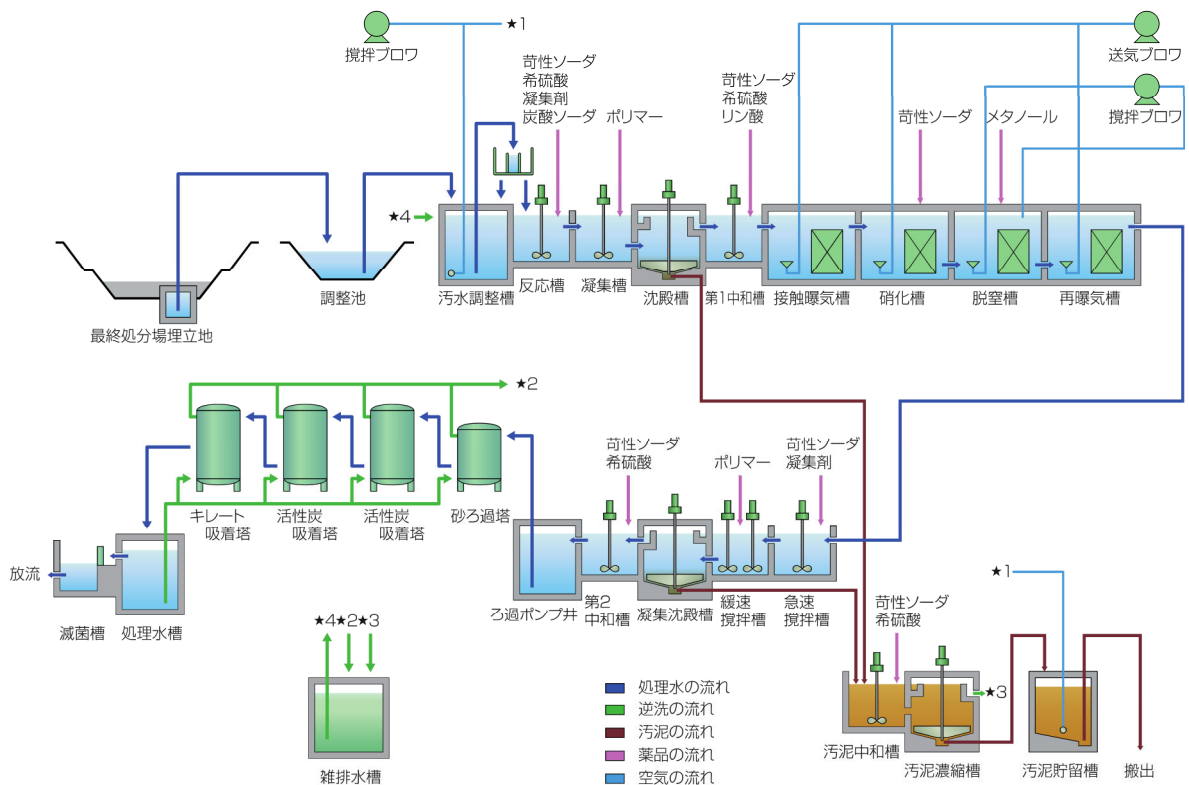 ★1
撹拌ブロワ
苛性ソーダ
希硫酸
凝集剤
炭酸ソーダ
ポリマー
苛性ソーダ
希硫酸
リン酸
苛性ソーダ
メタノール
送気ブロワ
撹拌ブロワ
★4
最終処分場埋立地
調整池
汚水調整槽
反応槽
凝集槽
沈殿槽
第1中和槽
接触曝気槽
硝化槽
脱窒槽
再曝気槽
★2
キレート
吸着塔
活性炭
吸着塔
活性炭
吸着塔
砂ろ過塔
苛性ソーダ
希硫酸
ポリマー
苛性ソーダ
凝集剤
放流
滅菌槽
処理水槽
ろ過ポンプ井
第2
中和槽
凝集沈殿槽
緩速
撹拌槽
急速
撹拌槽
★4★2★3
雑排水槽
処理水の流れ
逆洗の流れ
汚泥の流れ
薬品の流れ
空気の流れ
苛性ソーダ
希硫酸
★1
★3
汚泥中和槽
汚泥濃縮槽
汚泥貯留槽
搬出